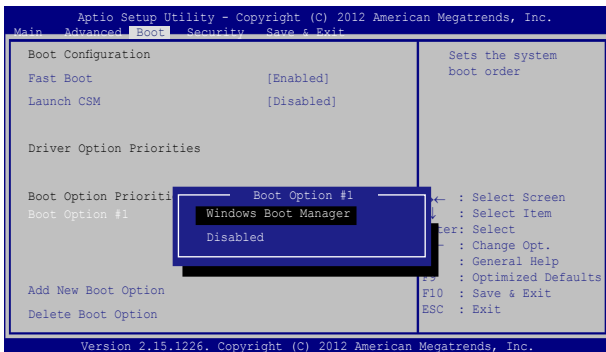 Aptio Setup Utility - Copyright (C) 2012 American Megatrends, Inc.
Main Advanced Boot Security Save & Exit
Boot Configuration
Fast Boot [Enabled]
Launch CSM [Disabled]
Driver Option Priorities
Boot Option Prioriti
Boot Option #1
Boot Option #1
Windows Boot Manager
Disabled
Add New Boot Option
Delete Boot Option
Sets the system
boot order
→← : Select Screen
: Select Item
ter: Select
: Change Opt.
: General Help
F9 : Optimized Defaults
F10 : Save & Exit
ESC : Exit
Version 2.15.1226. Copyright (C) 2012 American Megatrends, Inc.